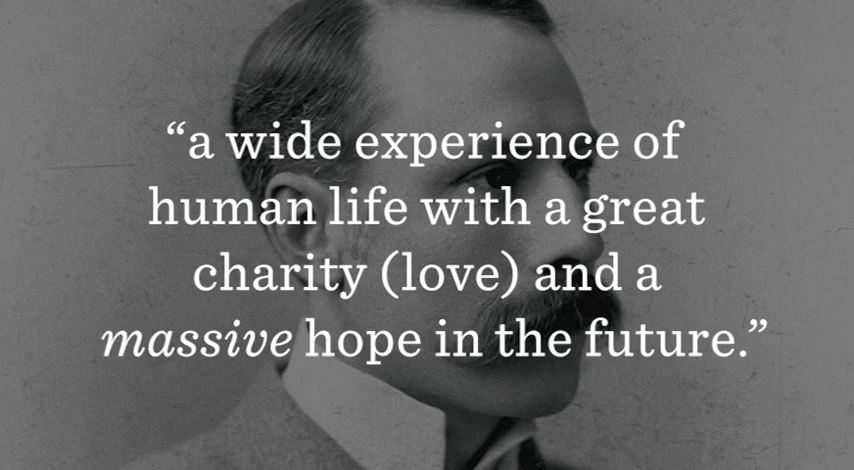 “a wide experience of
human life with a great
charity (love) and a
massive hope in the future.”